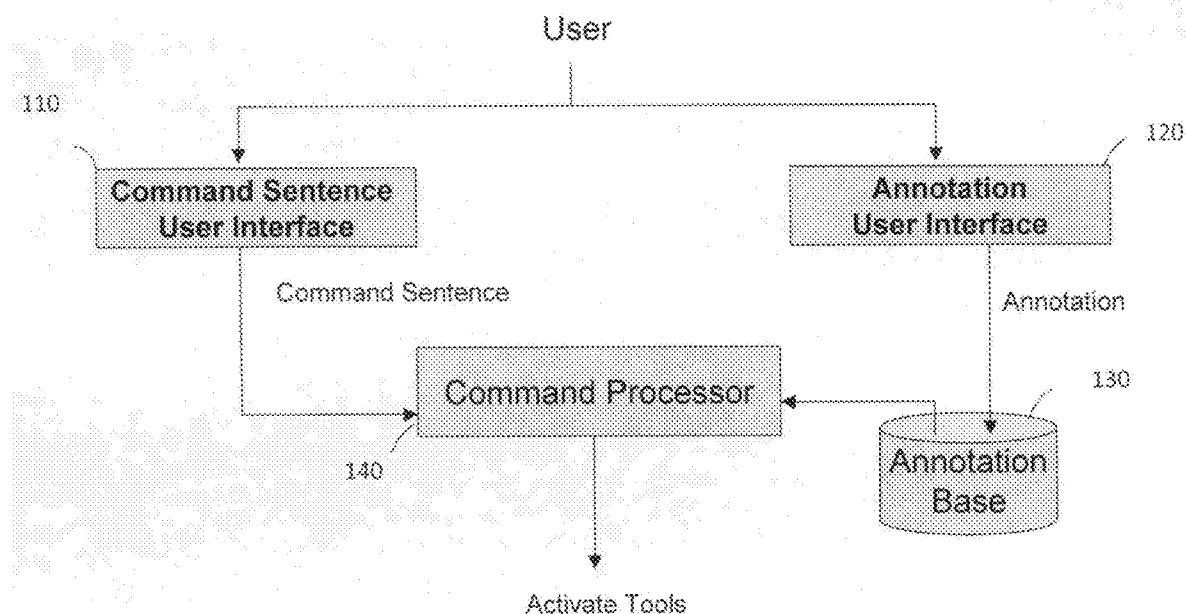 User
110
120
Command Sentence
User Interface
Annotation
User Interface
Command Sentence
Annotation
Command Processor
130
140
Annotation
Base
Activate Tools